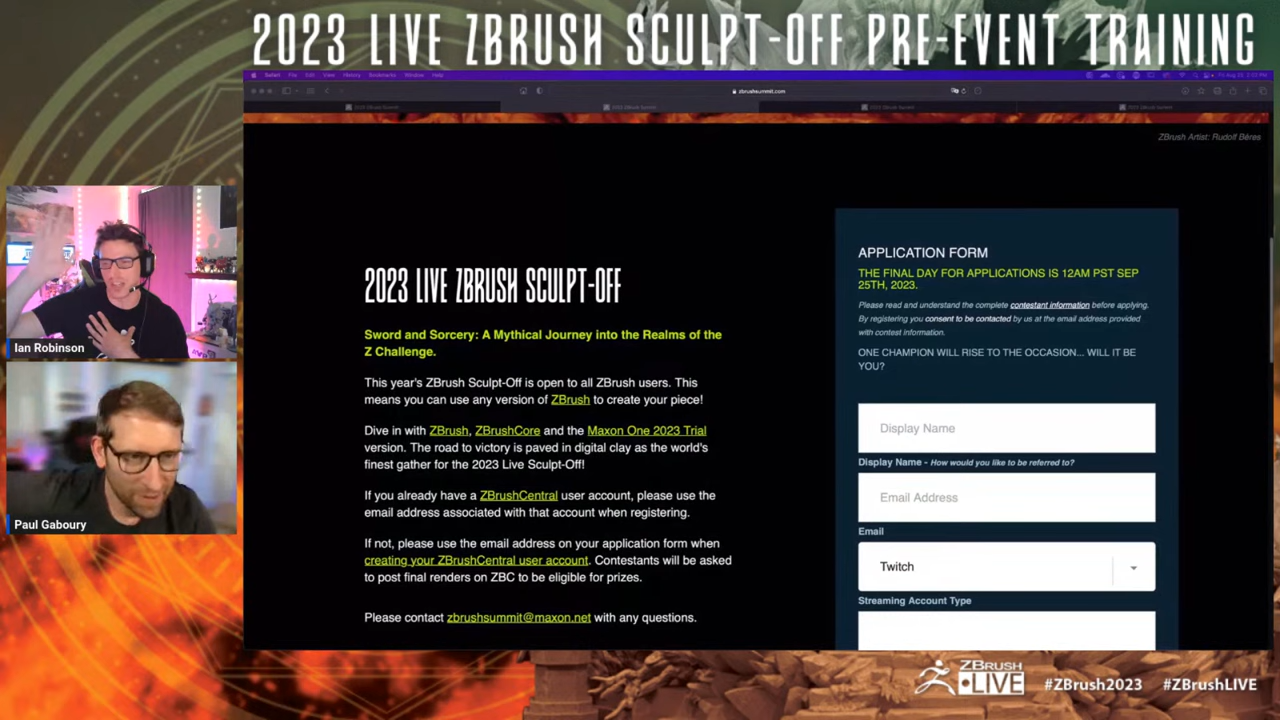 2023 LIVE ZBRUSH SCULPT-OFF PRE-EVENT TRAINING
Safari File Edit View History Bookmarks Window Help
zbrushsummit.com
ZBrush Artist: Rudolf Béres
2023 LIVE ZBRUSH SCULPT-OFF
Sword and Sorcery: A Mythical Journey into the Realms of the
Z Challenge.
This year's ZBrush Sculpt-Off is open to all ZBrush users. This
means you can use any version of ZBrush to create your piece!
Dive in with ZBrush, ZBrushCore and the Maxon One 2023 Trial
version. The road to victory is paved in digital clay as the world's
finest gather for the 2023 Live Sculpt-Off!
If you already have a ZBrushCentral user account, please use the
email address associated with that account when registering.
If not, please use the email address on your application form when
creating your ZBrushCentral user account. Contestants will be asked
to post final renders on ZBC to be eligible for prizes.
Please contact zbrushsummit@maxon.net with any questions.
APPLICATION FORM
THE FINAL DAY FOR APPLICATIONS IS 12AM PST SEP
25TH, 2023.
Please read and understand the complete contestant information before applying.
By registering you consent to be contacted by us at the email address provided
with contest information.
ONE CHAMPION WILL RISE TO THE OCCASION... WILL IT BE
YOU?
Display Name
Display Name - How would you like to be referred to?
Email Address
Email
Twitch
Streaming Account Type
Ian Robinson
Paul Gaboury
ZBRUSH
LIVE
#ZBrush2023 #ZBrushLIVE